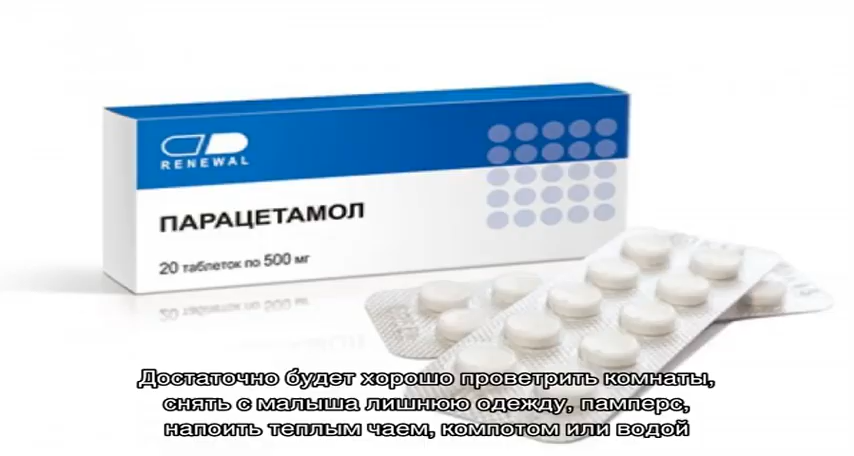 RENEWAL
ПАРАЦЕТАМОЛ
20 таблеток по 500 мг
Достаточно будет хорошо проветрить комнаты,
снять с малыша лишнюю одежду, памперс,
напоить теплым чаем, компотом или водой